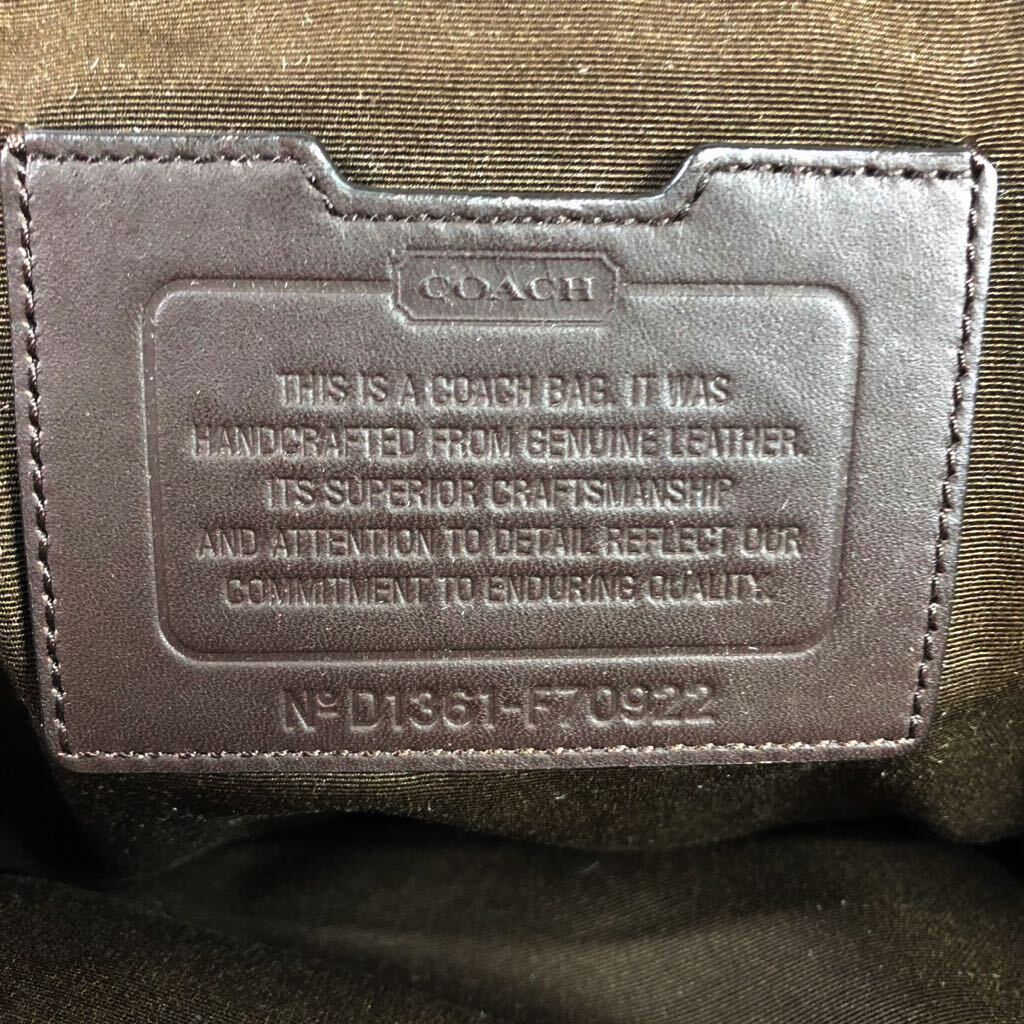 COACH
THIS IS A COACH BAG. IT WAS
HANDCRAFTED FROM GENUINE LEATHER.
ITS SUPERIOR CRAFTSMANSHIP
AND ATTENTION TO DETAIL REFLECT OUR
COMMITMENT TO ENDURING QUALITY.
Nº D1361-F70922